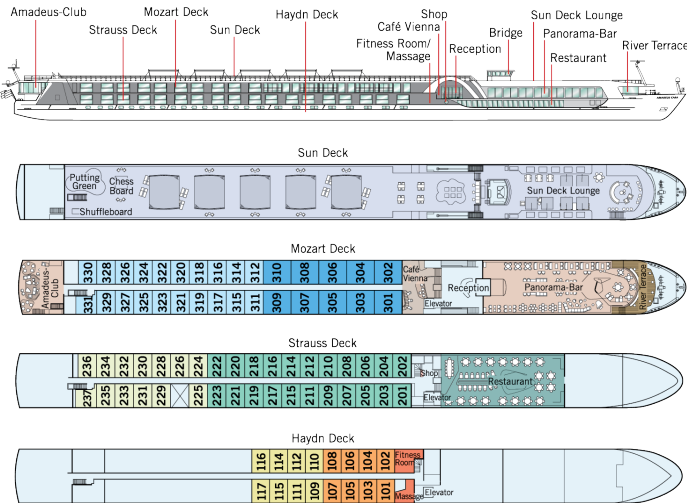 Amadeus-Club
Mozart Deck
Strauss Deck
Sun Deck
Haydn Deck
Shop
Café Vienna
Fitness Room/
Massage
Reception
Bridge
Sun Deck Lounge
Panorama-Bar
Restaurant
River Terrace
Sun Deck
Putting
Green
Chess
Board
Shuffleboard
Sun Deck Lounge
Mozart Deck
Amadeus-
Club
330 328 326 324 322 320 318 316 314 312 310 308 306 304 302
331 329 327 325 323 321 319 317 315 311 309 307 305 303 301
Café
Vienna
Elevator
Reception
Panorama-Bar
River Terrace
Strauss Deck
236 234 232 230 228 226 224 222 220 218 216 214 212 210 208 206 204 202
237 235 233 231 229 225 223 221 219 217 215 211 209 207 205 203 201
Shop
Elevator
Restaurant
Haydn Deck
116 114 112 110 108 106 104 102
117 115 111 109 107 105 103 101
Fitness
Room
Massage
Elevator